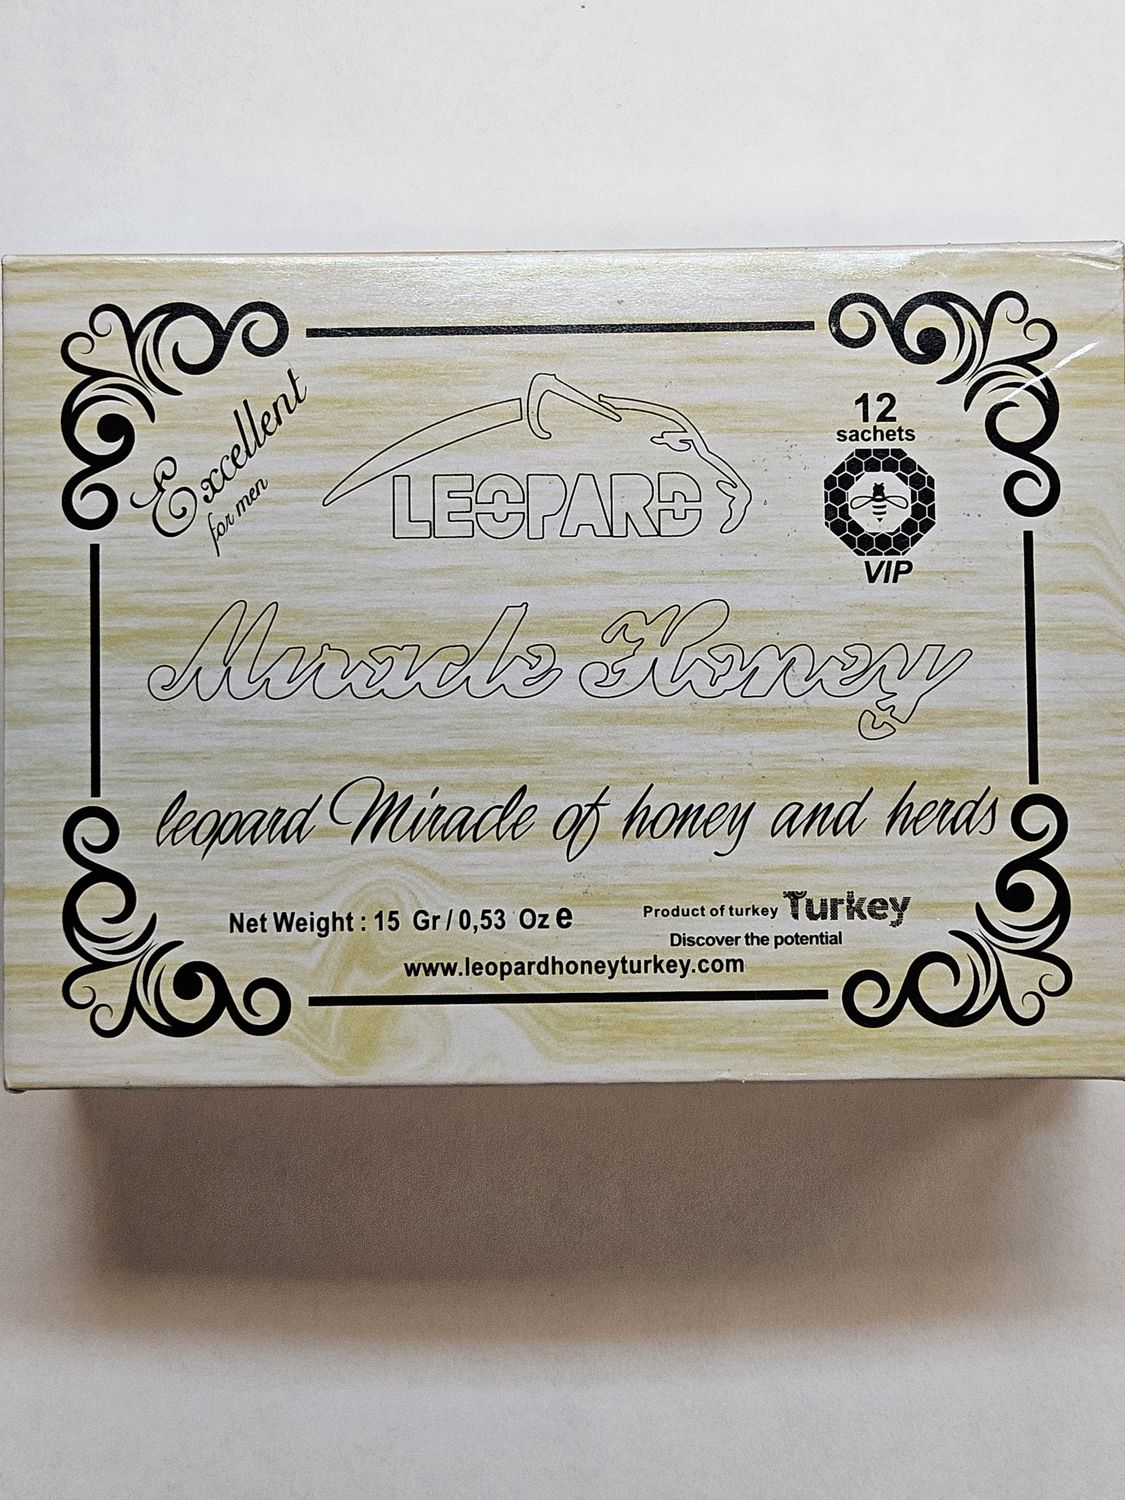 Excellent
for men
LEOPARD
12
sachets
VIP
Miracle Honey
leopard Miracle of honey and herds
Net Weight : 15 Gr / 0,53 Oz e
Product of turkey Turkey
Discover the potential
www.leopardhoneyturkey.com